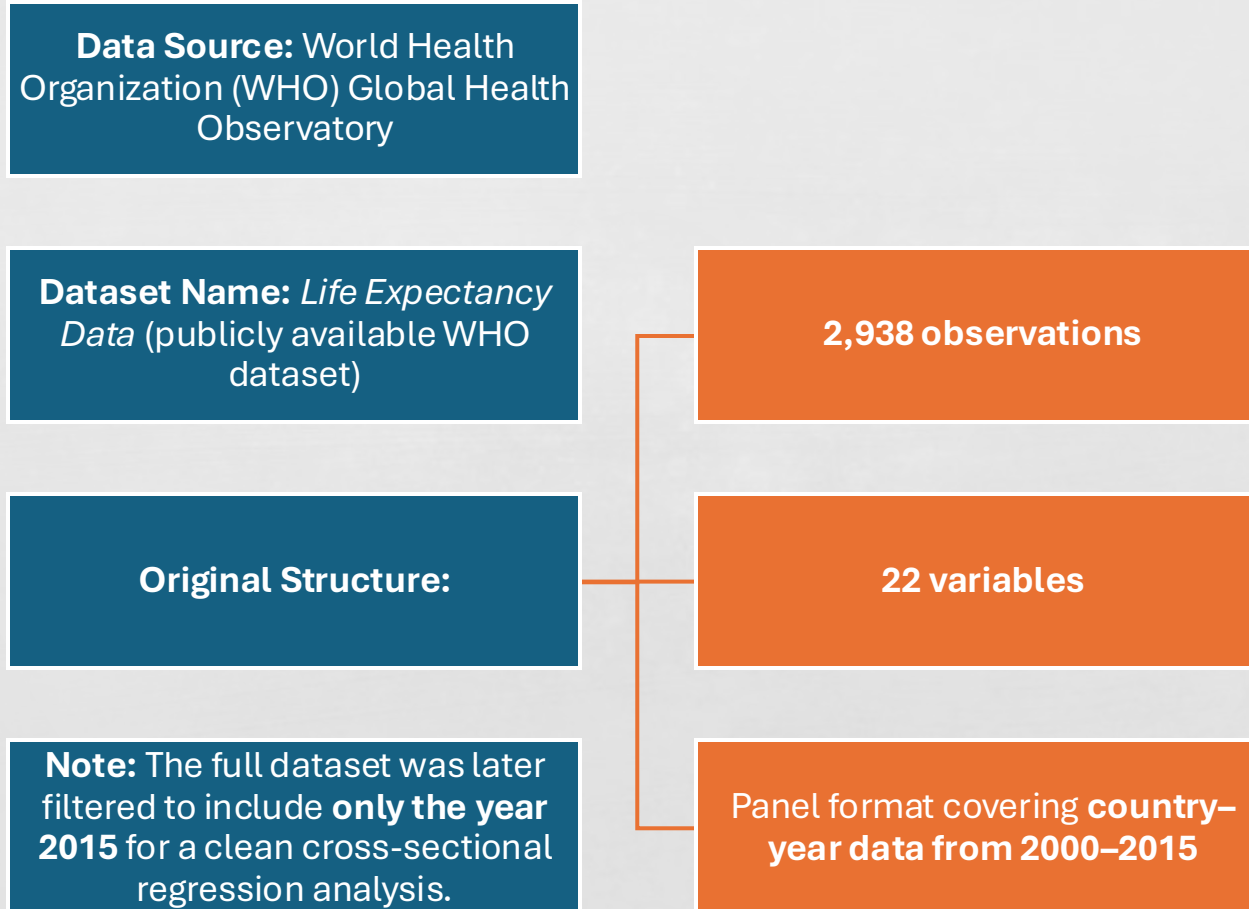 Data Source: World Health
Organization (WHO) Global Health
Observatory
Dataset Name: Life Expectancy
Data (publicly available WHO
dataset)
2,938 observations
Original Structure:
22 variables
Note: The full dataset was later
filtered to include only the year
2015 for a clean cross-sectional
regression analysis.
Panel format covering country–
year data from 2000–2015